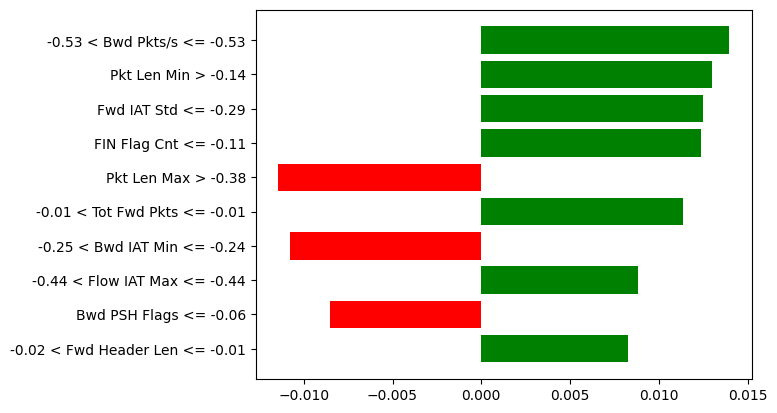 -0.53 < Bwd Pkts/s <= -0.53
Pkt Len Min > -0.14
Fwd IAT Std <= -0.29
FIN Flag Cnt <= -0.11
Pkt Len Max > -0.38
-0.01 < Tot Fwd Pkts <= -0.01
-0.25 < Bwd IAT Min <= -0.24
-0.44 < Flow IAT Max <= -0.44
Bwd PSH Flags <= -0.06
-0.02 < Fwd Header Len <= -0.01
−0.010 −0.005 0.000 0.005 0.010 0.015